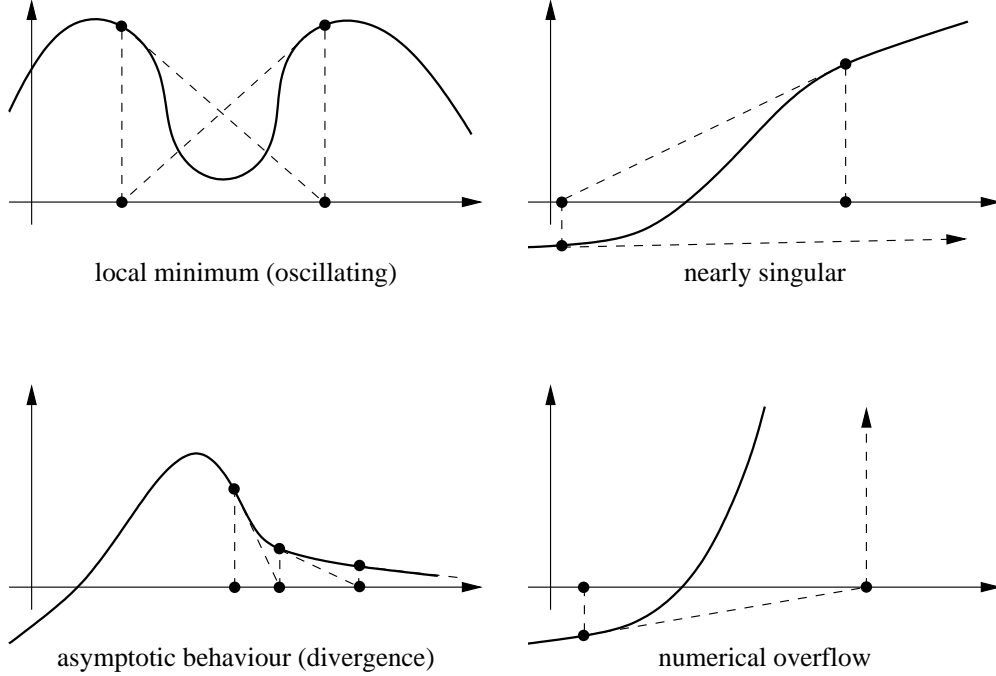 local minimum (oscillating)
nearly singular
asymptotic behaviour (divergence)
numerical overflow